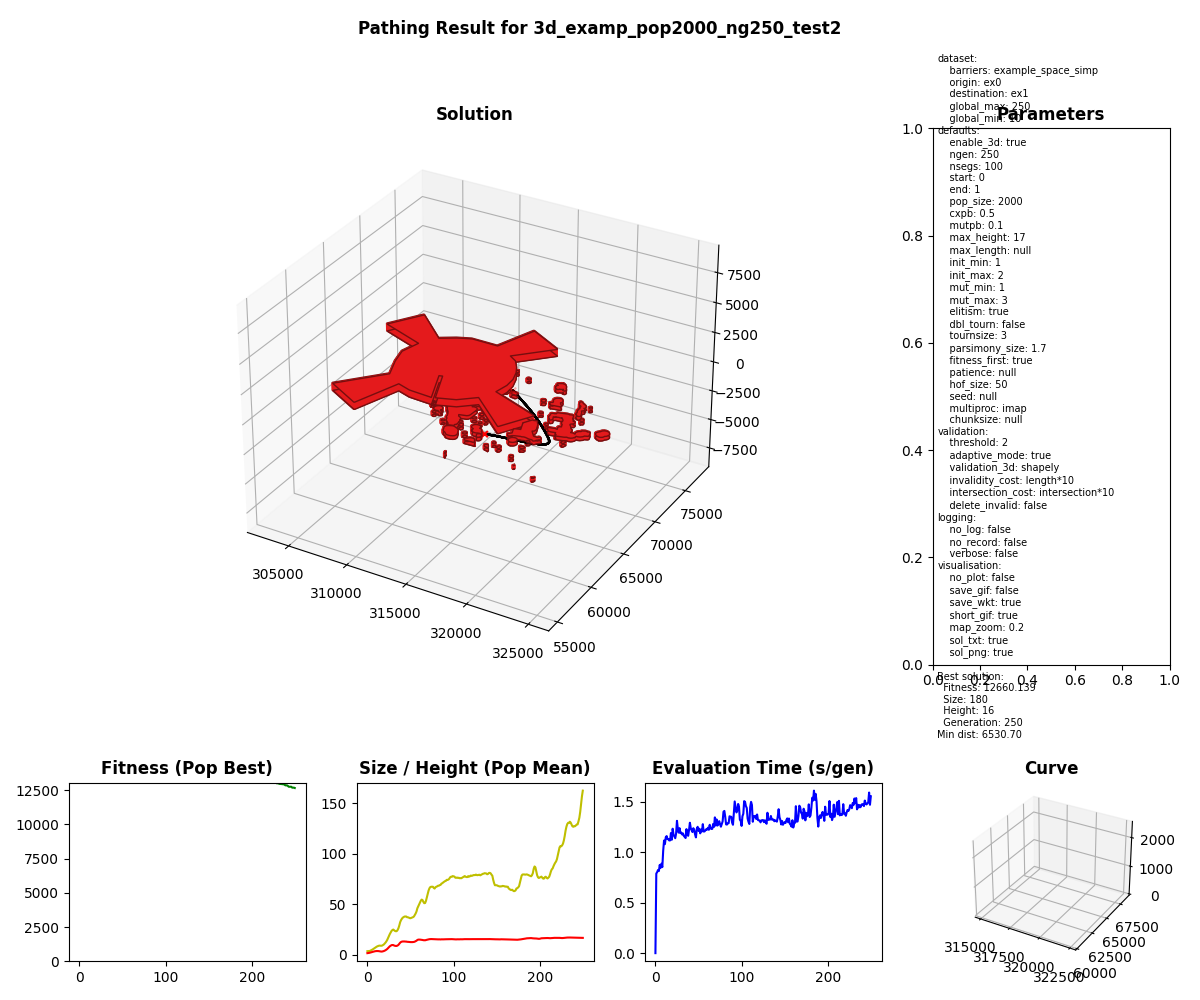 Pathing Result for 3d_examp_pop2000_ng250_test2
Solution
7500
5000
2500
0
−2500
−5000
−7500
305000
310000
315000
320000
325000
55000
60000
65000
70000
75000
Parameters
dataset:
barriers: example_space_simp
origin: ex0
destination: ex1
global_max: 250
global_min: 10
defaults:
enable_3d: true
ngen: 250
nsegs: 100
start: 0
end: 1
pop_size: 2000
cxpb: 0.5
mutpb: 0.1
max_height: 17
max_length: null
init_min: 1
init_max: 2
mut_min: 1
mut_max: 3
elitism: true
dbl_tourn: false
tournsize: 3
parsimony_size: 1.7
fitness_first: true
patience: null
hof_size: 50
seed: null
multiproc: imap
chunksize: null
validation:
threshold: 2
adaptive_mode: true
validation_3d: shapely
invalidity_cost: length*10
intersection_cost: intersection*10
delete_invalid: false
logging:
no_log: false
no_record: false
verbose: false
visualisation:
no_plot: false
save_gif: false
save_wkt: true
short_gif: true
map_zoom: 0.2
sol_txt: true
sol_png: true
Best solution:
Fitness: 12660.139
Size: 180
Height: 16
Generation: 250
Min dist: 6530.70
1.0
0.8
0.6
0.4
0.2
0.0
0.0 0.2 0.4 0.6 0.8 1.0
Fitness (Pop Best)
12500
10000
7500
5000
2500
0
0 100 200
Size / Height (Pop Mean)
150
100
50
0
0 100 200
Evaluation Time (s/gen)
1.5
1.0
0.5
0.0
0 100 200
Curve
2000
1000
0
315000
317500
320000
322500
60000
62500
65000
67500